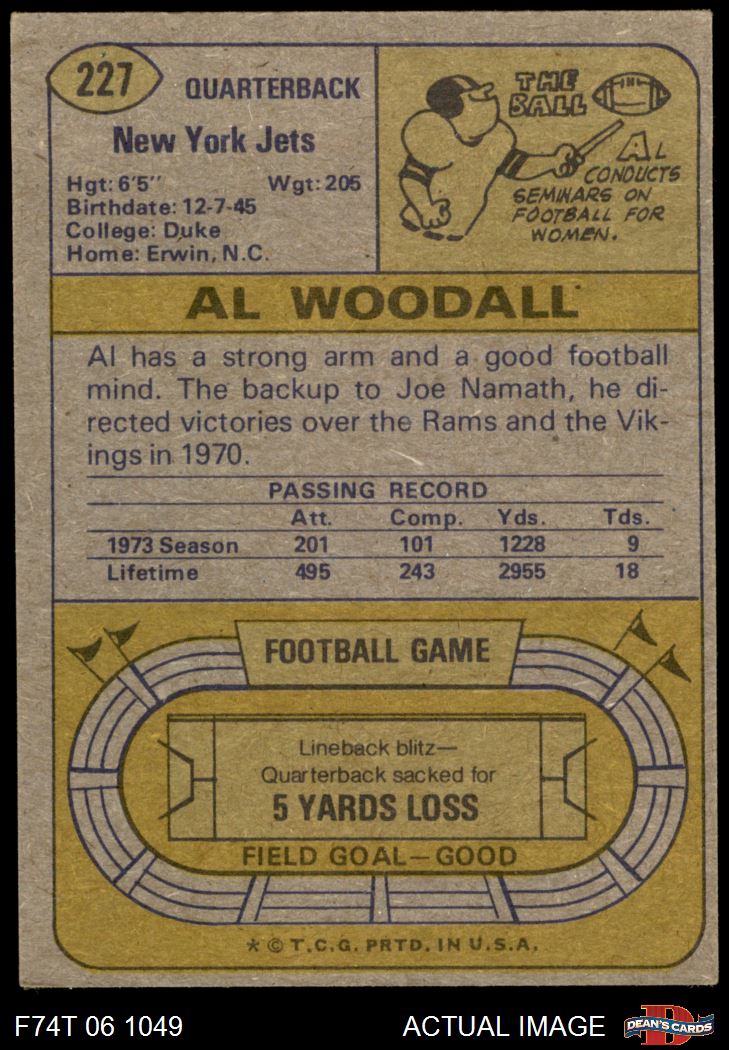 227
QUARTERBACK
New York Jets
Hgt: 6'5" Wgt: 205
Birthdate: 12-7-45
College: Duke
Home: Erwin, N.C.
THE
BALL
AL
CONDUCTS
SEMINARS ON
FOOTBALL FOR
WOMEN.
AL WOODALL
Al has a strong arm and a good football
mind. The backup to Joe Namath, he di-
rected victories over the Rams and the Vik-
ings in 1970.
PASSING RECORD
Att. Comp. Yds. Tds.
1973 Season 201 101 1228 9
Lifetime 495 243 2955 18
FOOTBALL GAME
Lineback blitz—
Quarterback sacked for
5 YARDS LOSS
FIELD GOAL—GOOD
* © T.C.G. PRTD. IN U.S.A.
F74T 06 1049 ACTUAL IMAGE
D
DEAN'S CARDS